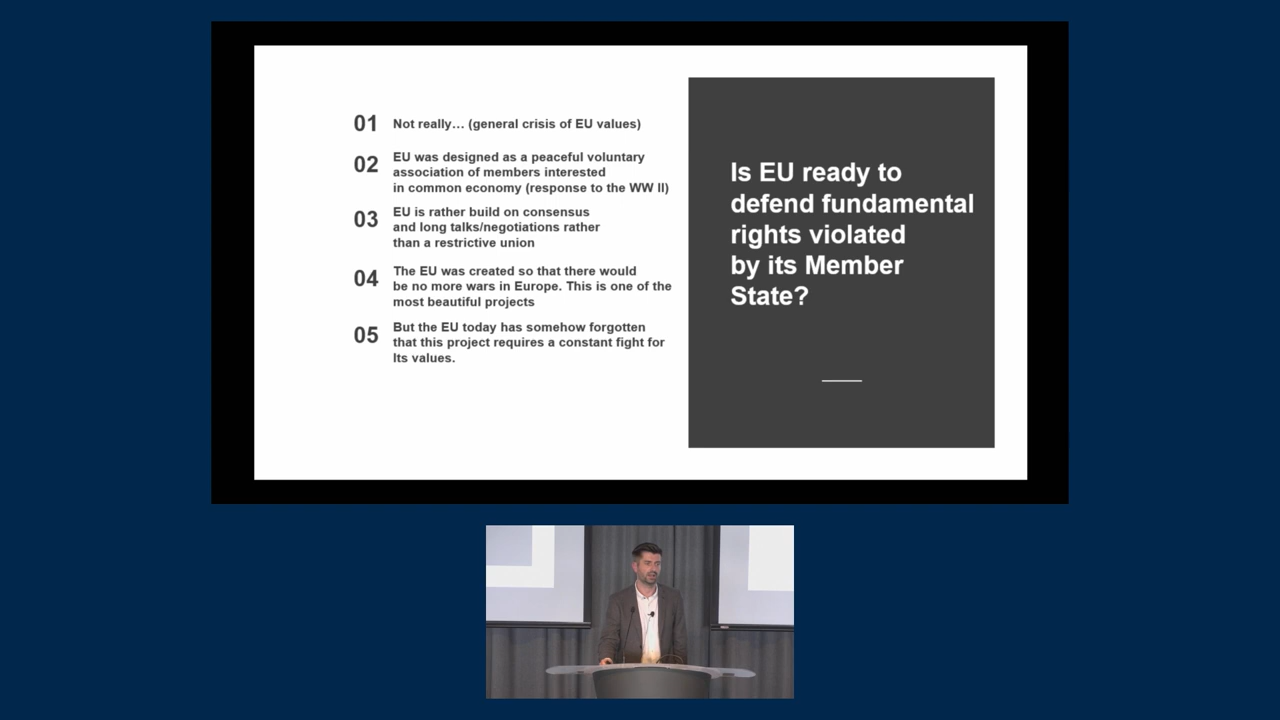 01 Not really… (general crisis of EU values)
02 EU was designed as a peaceful voluntary
association of members interested
in common economy (response to the WW II)
03 EU is rather build on consensus
and long talks/negotiations rather
than a restrictive union
04 The EU was created so that there would
be no more wars in Europe. This is one of the
most beautiful projects
05 But the EU today has somehow forgotten
that this project requires a constant fight for
Its values.
Is EU ready to
defend fundamental
rights violated
by its Member
State?